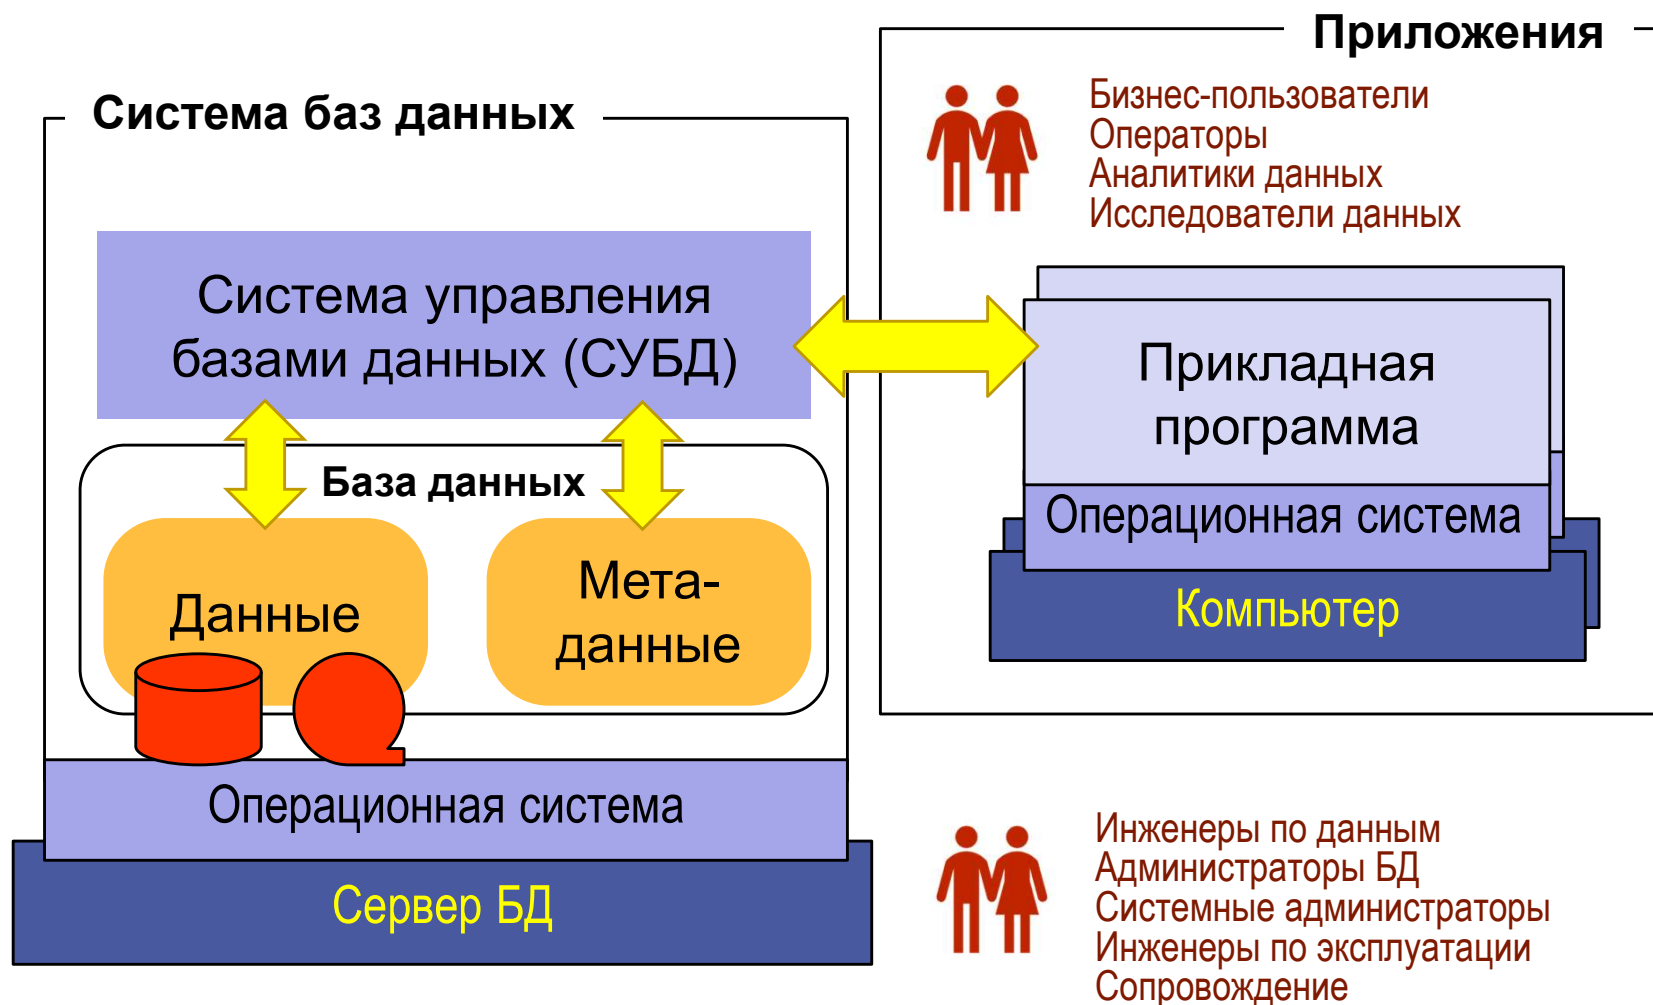 Приложения
Система баз данных
Бизнес-пользователи
Операторы
Аналитики данных
Исследователи данных
Система управления
базами данных (СУБД)
Прикладная
программа
База данных
Операционная система
Мета-
данные
Данные
Компьютер
Операционная система
Сервер БД
Инженеры по данным
Администраторы БД
Системные администраторы
Инженеры по эксплуатации
Сопровождение